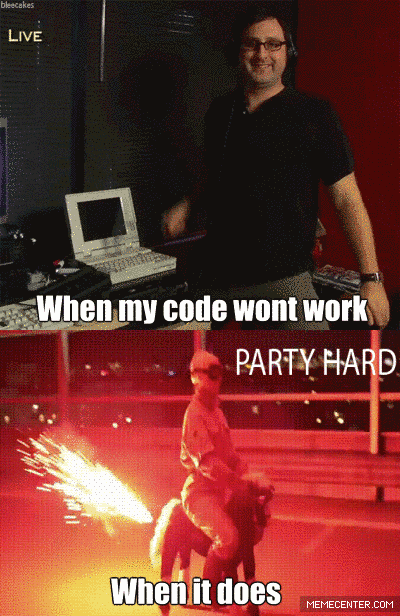 bleecakes
LIVE
When my code wont work
PARTY HARD
When it does
MEMECENTER.COM